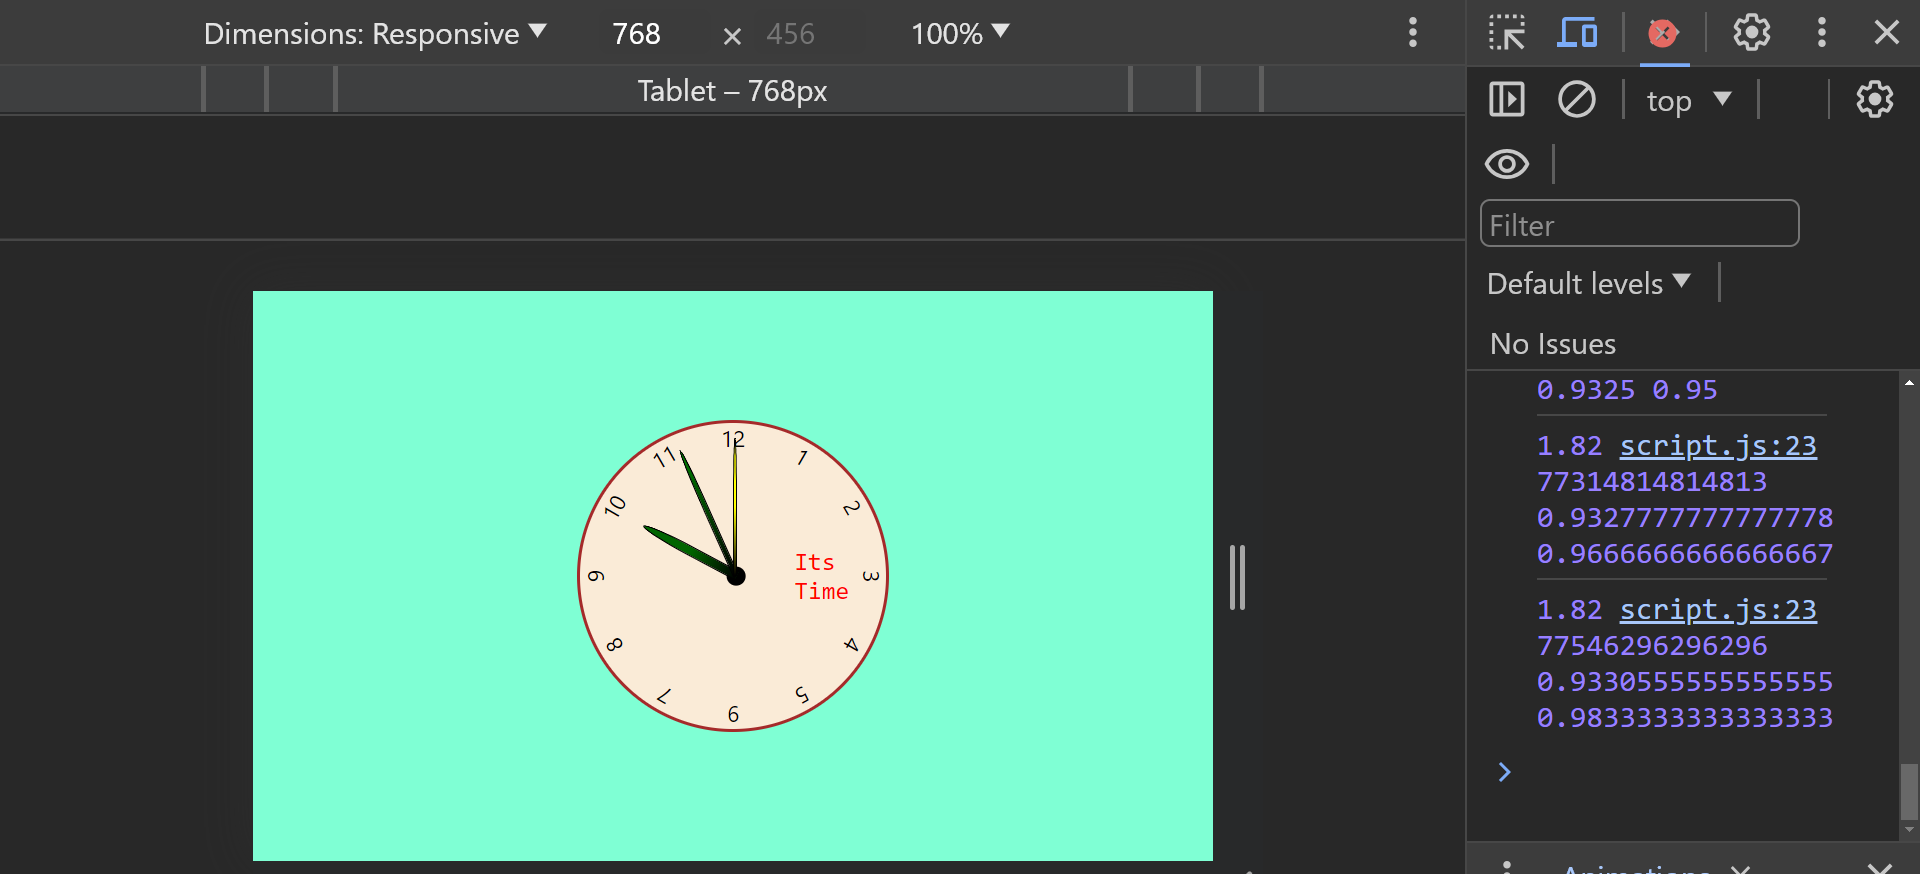 Dimensions: Responsive ▼ 768 × 456 100% ▼
Tablet – 768px
12
11
1
10
2
9
3
Its
Time
8
4
7
5
6
top ▼
Filter
Default levels ▼
No Issues
0.9325 0.95
1.82 script.js:23
77314814814813
0.9327777777777778
0.9666666666666667
1.82 script.js:23
77546296296296
0.9330555555555555
0.9833333333333333
Animations